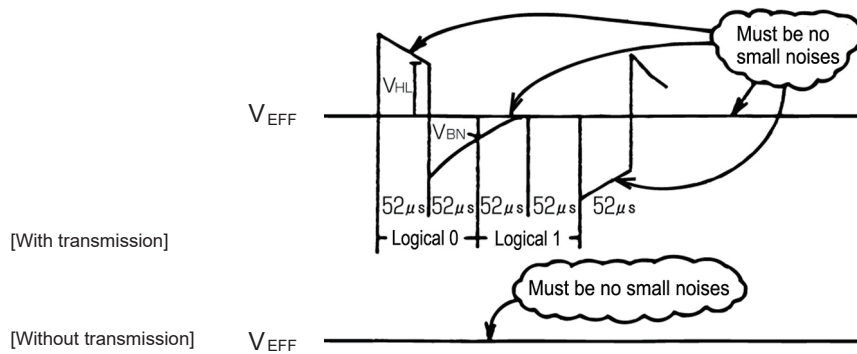 Must be no
small noises
VHL
VEFF
VBN
52μs 52μs 52μs 52μs 52μs
[With transmission]
Logical 0 Logical 1
Must be no small noises
[Without transmission]
VEFF